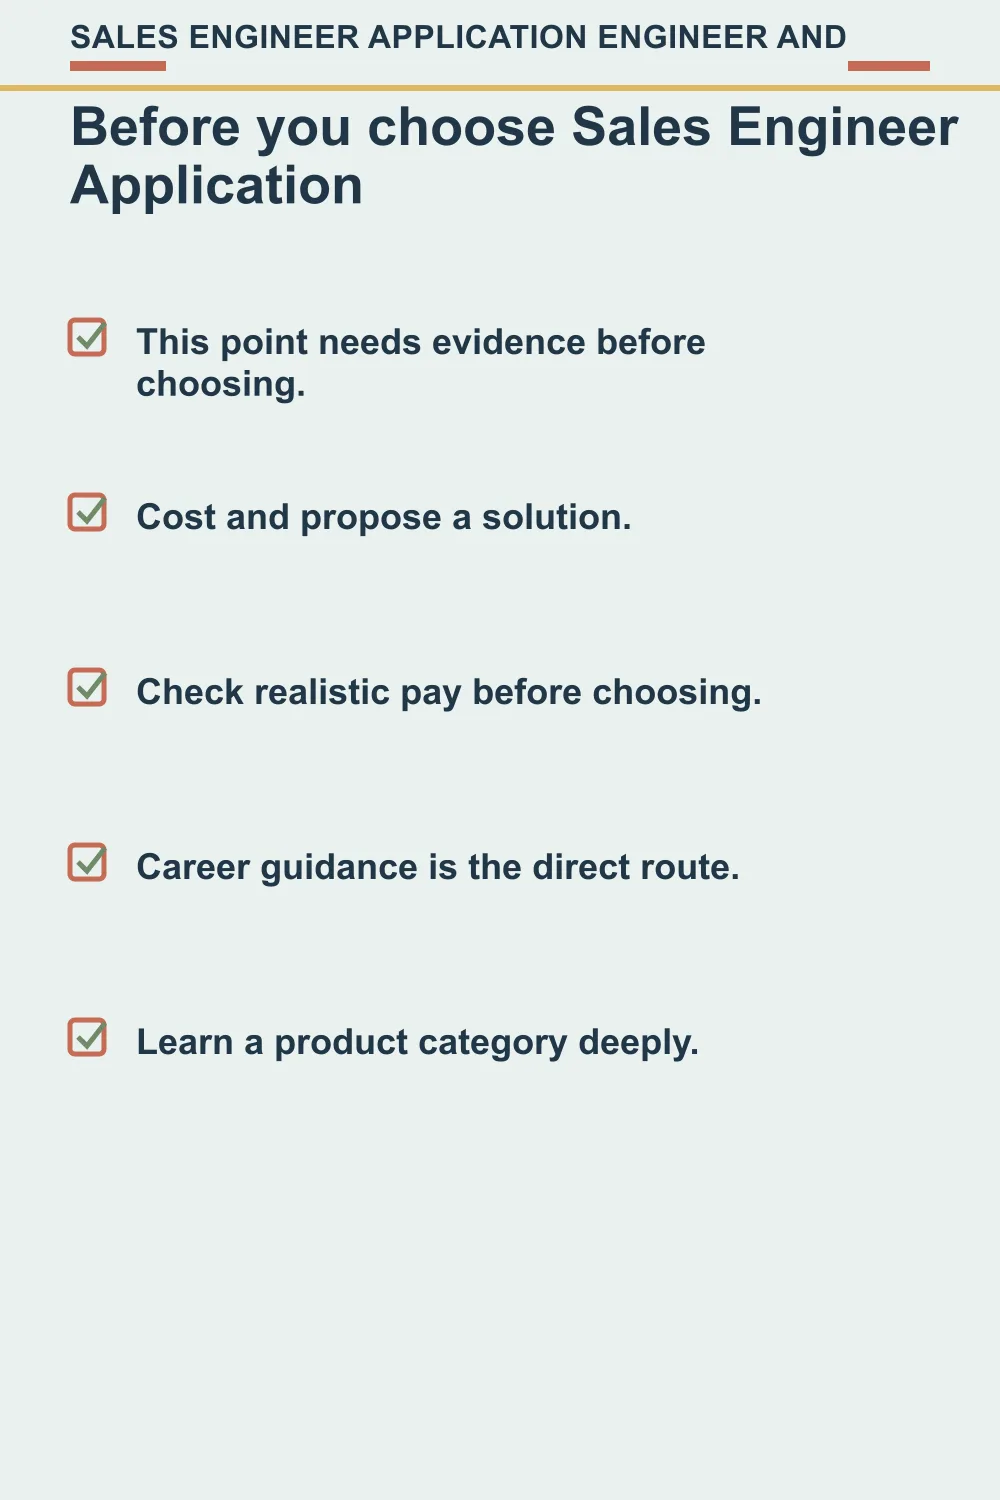 SALES ENGINEER APPLICATION ENGINEER AND
Before you choose Sales Engineer
Application
This point needs evidence before
choosing.
Cost and propose a solution.
Check realistic pay before choosing.
Career guidance is the direct route.
Learn a product category deeply.